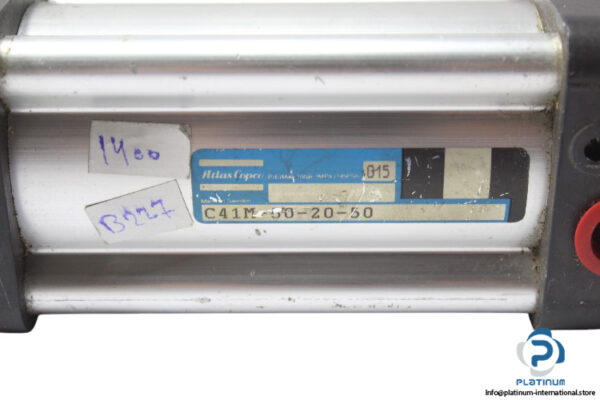 1400
B227
Atlas Copco
015
C41M-50-20-50
PLATINUM
Info@platinum-international.store